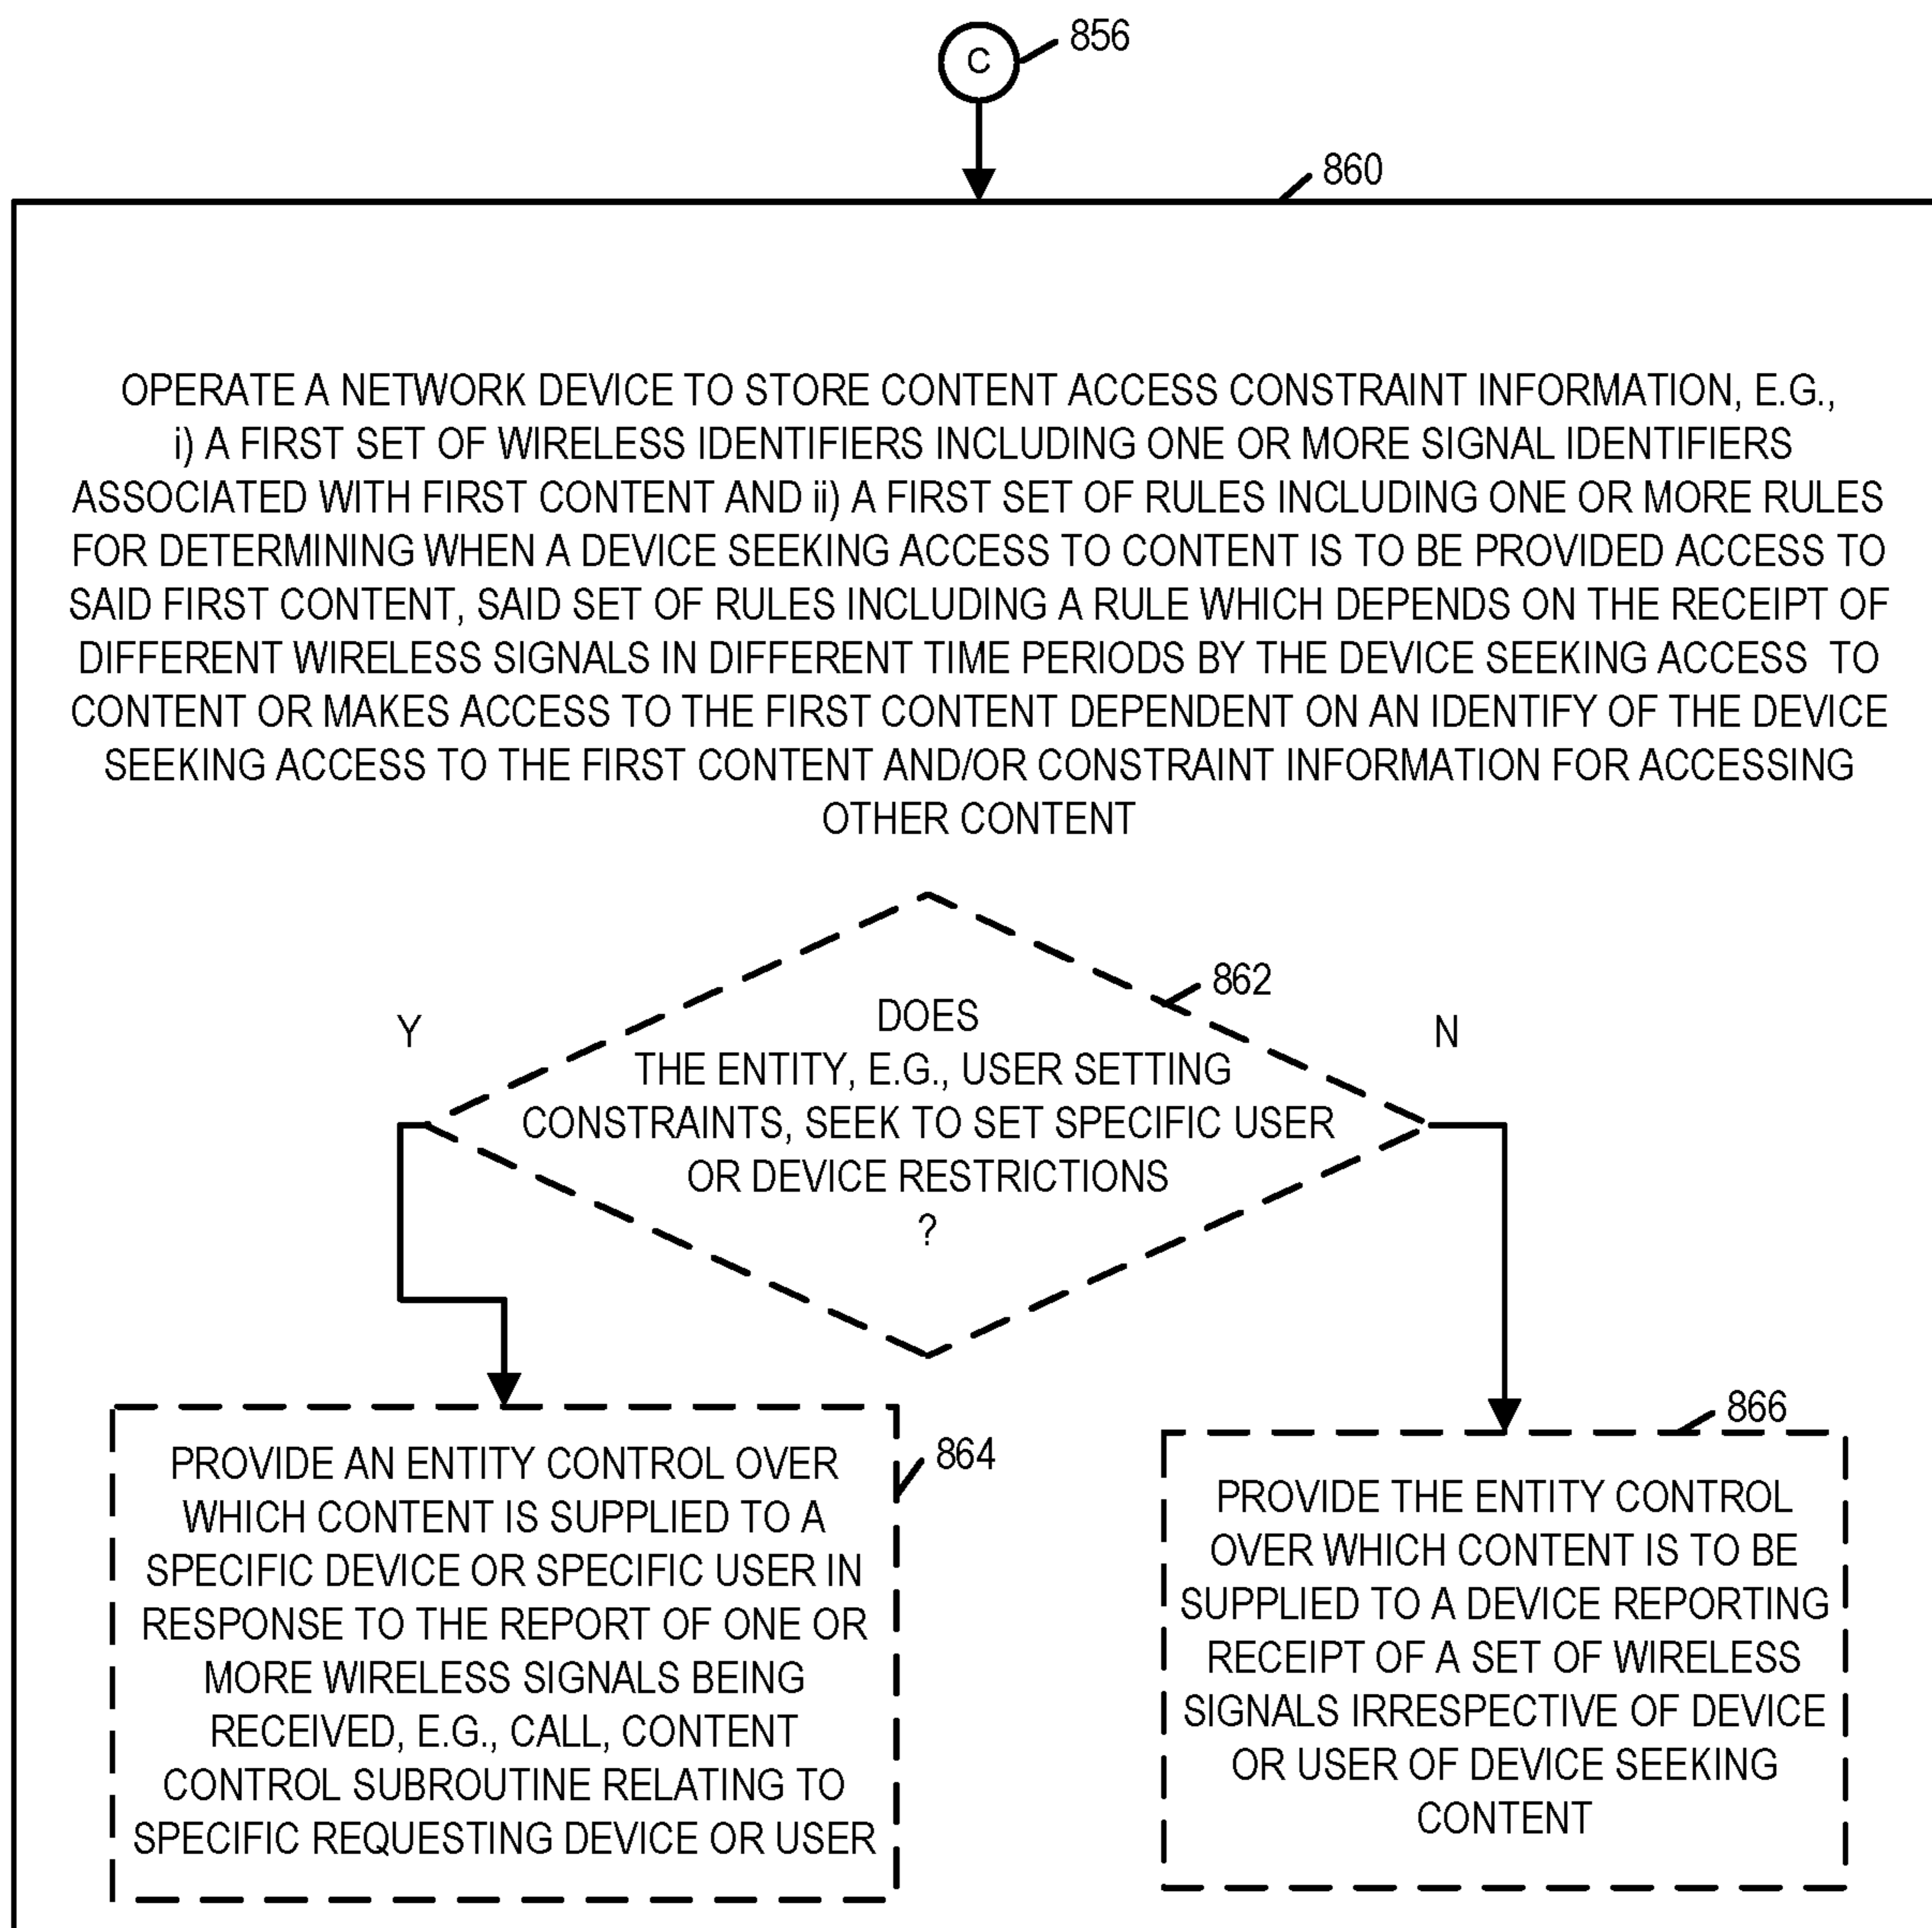 C
856
860
OPERATE A NETWORK DEVICE TO STORE CONTENT ACCESS CONSTRAINT INFORMATION, E.G.,
i) A FIRST SET OF WIRELESS IDENTIFIERS INCLUDING ONE OR MORE SIGNAL IDENTIFIERS
ASSOCIATED WITH FIRST CONTENT AND ii) A FIRST SET OF RULES INCLUDING ONE OR MORE RULES
FOR DETERMINING WHEN A DEVICE SEEKING ACCESS TO CONTENT IS TO BE PROVIDED ACCESS TO
SAID FIRST CONTENT, SAID SET OF RULES INCLUDING A RULE WHICH DEPENDS ON THE RECEIPT OF
DIFFERENT WIRELESS SIGNALS IN DIFFERENT TIME PERIODS BY THE DEVICE SEEKING ACCESS TO
CONTENT OR MAKES ACCESS TO THE FIRST CONTENT DEPENDENT ON AN IDENTIFY OF THE DEVICE
SEEKING ACCESS TO THE FIRST CONTENT AND/OR CONSTRAINT INFORMATION FOR ACCESSING
OTHER CONTENT
862
Y
N
DOES
THE ENTITY, E.G., USER SETTING
CONSTRAINTS, SEEK TO SET SPECIFIC USER
OR DEVICE RESTRICTIONS
?
864
PROVIDE AN ENTITY CONTROL OVER
WHICH CONTENT IS SUPPLIED TO A
SPECIFIC DEVICE OR SPECIFIC USER IN
RESPONSE TO THE REPORT OF ONE OR
MORE WIRELESS SIGNALS BEING
RECEIVED, E.G., CALL, CONTENT
CONTROL SUBROUTINE RELATING TO
SPECIFIC REQUESTING DEVICE OR USER
866
PROVIDE THE ENTITY CONTROL
OVER WHICH CONTENT IS TO BE
SUPPLIED TO A DEVICE REPORTING
RECEIPT OF A SET OF WIRELESS
SIGNALS IRRESPECTIVE OF DEVICE
OR USER OF DEVICE SEEKING
CONTENT